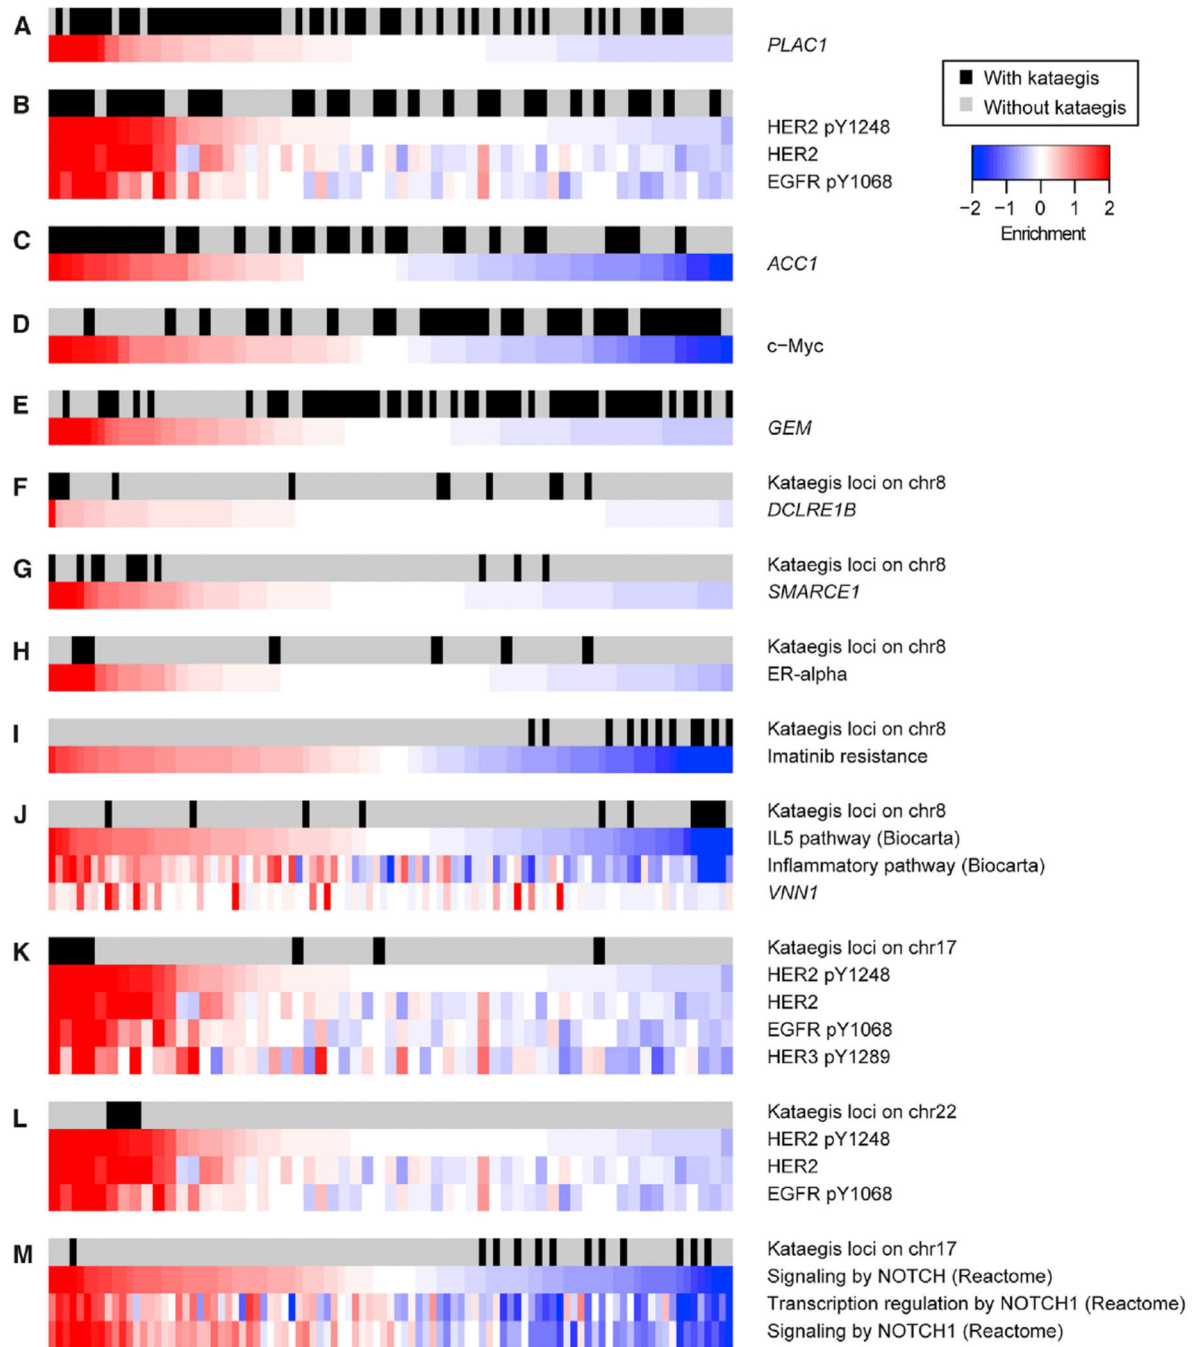 A
PLAC1
With kataegis
Without kataegis
−2 −1 0 1 2
Enrichment
B
HER2 pY1248
HER2
EGFR pY1068
C
ACC1
D
c−Myc
E
GEM
F
Kataegis loci on chr8
DCLRE1B
G
Kataegis loci on chr8
SMARCE1
H
Kataegis loci on chr8
ER-alpha
I
Kataegis loci on chr8
Imatinib resistance
J
Kataegis loci on chr8
IL5 pathway (Biocarta)
Inflammatory pathway (Biocarta)
VNN1
K
Kataegis loci on chr17
HER2 pY1248
HER2
EGFR pY1068
HER3 pY1289
L
Kataegis loci on chr22
HER2 pY1248
HER2
EGFR pY1068
M
Kataegis loci on chr17
Signaling by NOTCH (Reactome)
Transcription regulation by NOTCH1 (Reactome)
Signaling by NOTCH1 (Reactome)